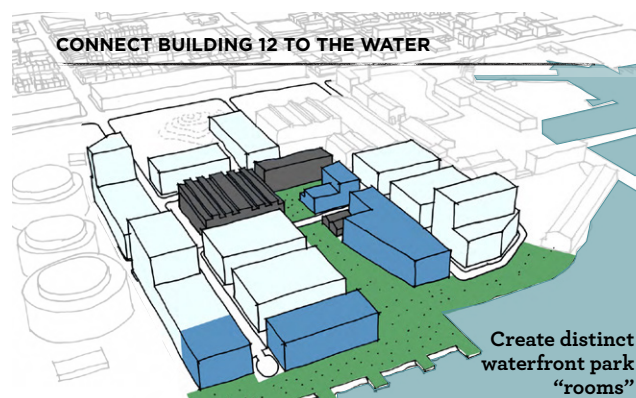 CONNECT BUILDING 12 TO THE WATER
Create distinct
waterfront park
“rooms”